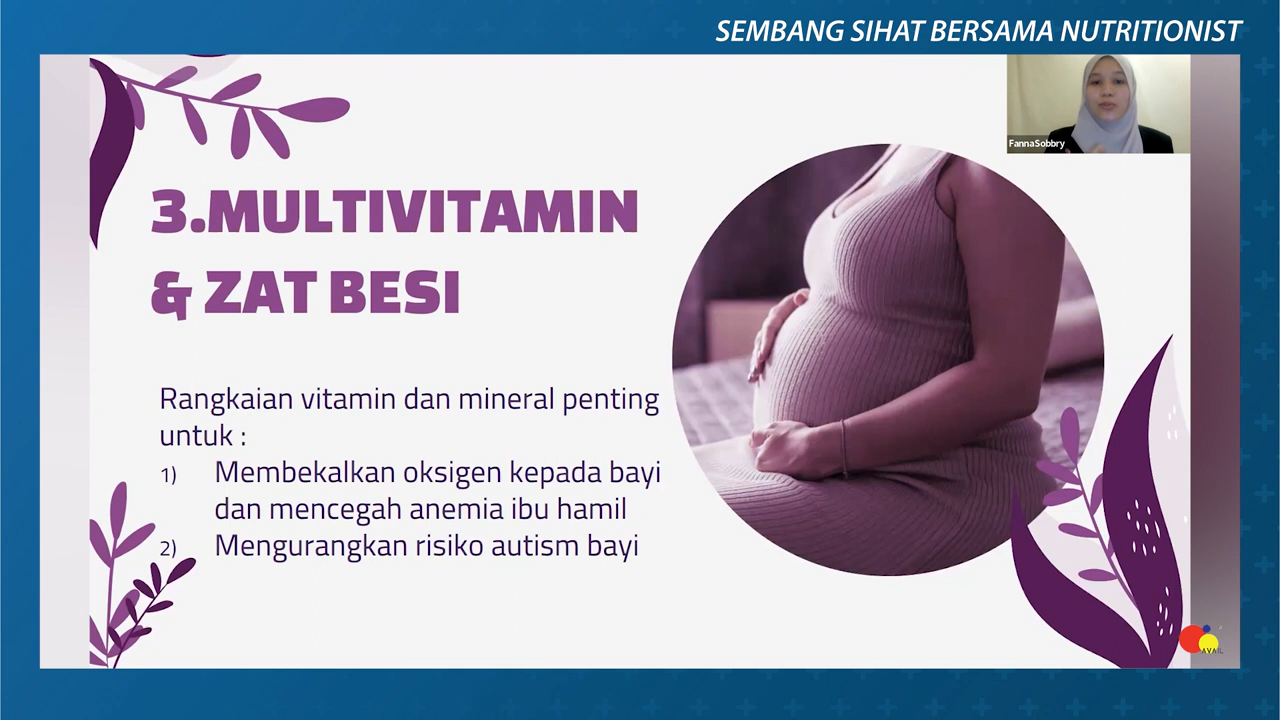 SEMBANG SIHAT BERSAMA NUTRITIONIST
FannaSobbry
3.MULTIVITAMIN
& ZAT BESI
Rangkaian vitamin dan mineral penting
untuk :
1) Membekalkan oksigen kepada bayi
dan mencegah anemia ibu hamil
2) Mengurangkan risiko autism bayi
AVAIL